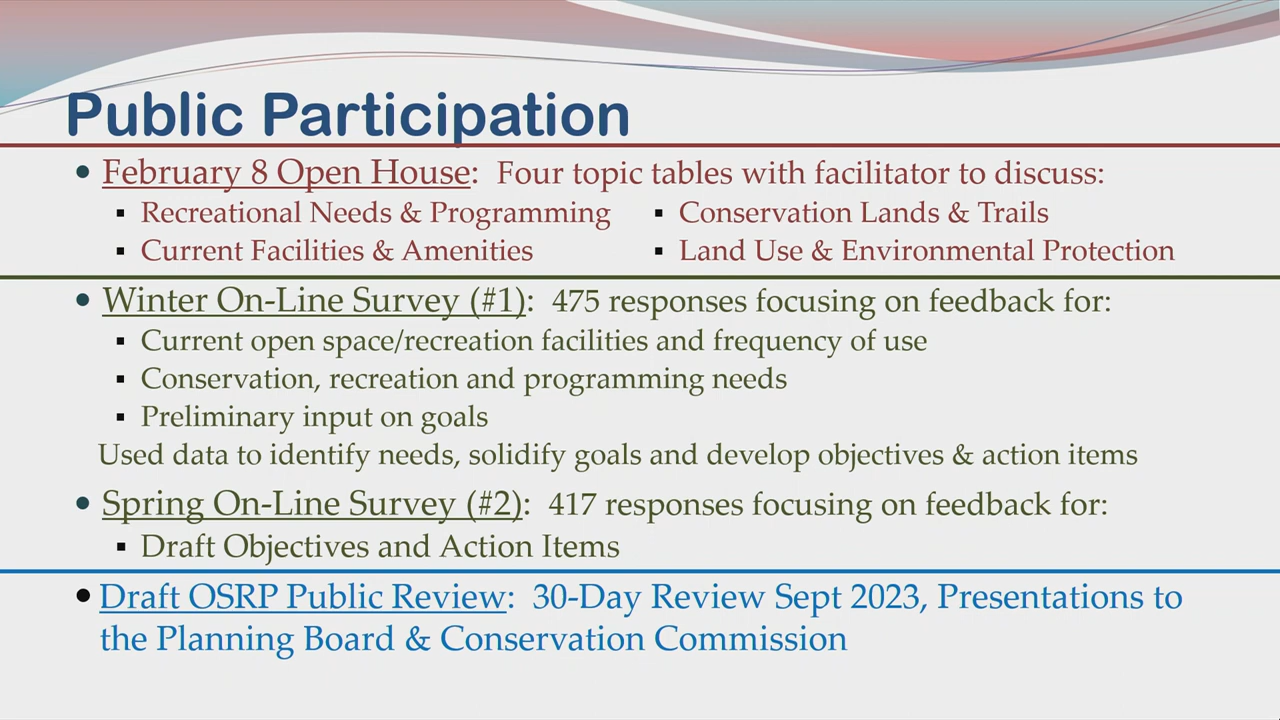 Public Participation
• February 8 Open House: Four topic tables with facilitator to discuss:
▪ Recreational Needs & Programming ▪ Conservation Lands & Trails
▪ Current Facilities & Amenities ▪ Land Use & Environmental Protection
• Winter On-Line Survey (#1): 475 responses focusing on feedback for:
▪ Current open space/recreation facilities and frequency of use
▪ Conservation, recreation and programming needs
▪ Preliminary input on goals
Used data to identify needs, solidify goals and develop objectives & action items
• Spring On-Line Survey (#2): 417 responses focusing on feedback for:
▪ Draft Objectives and Action Items
• Draft OSRP Public Review: 30-Day Review Sept 2023, Presentations to
the Planning Board & Conservation Commission